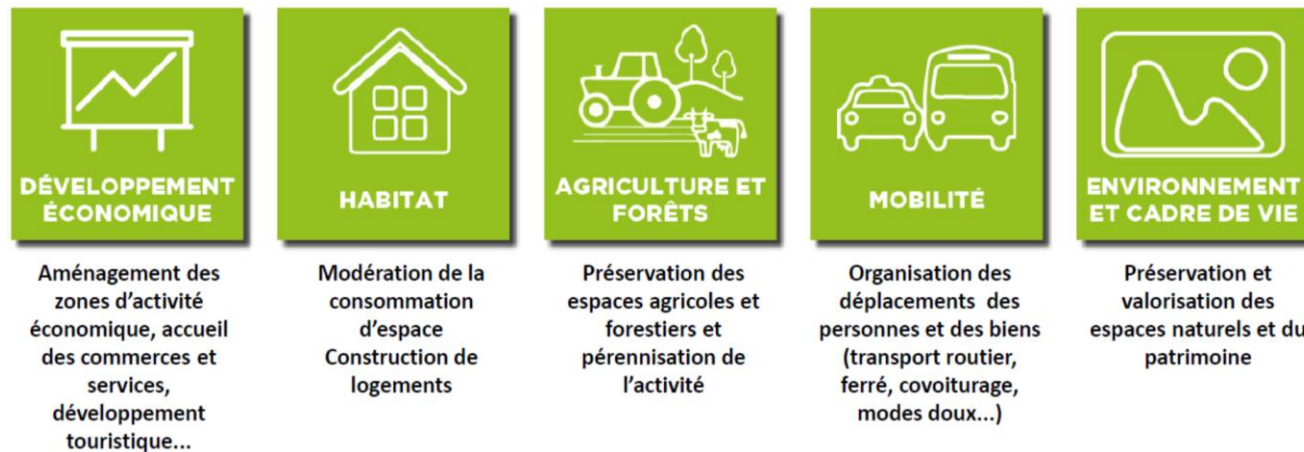 DÉVELOPPEMENT
ÉCONOMIQUE
Aménagement des
zones d'activité
économique, accueil
des commerces et
services,
développement
touristique...
HABITAT
Modération de la
consommation
d'espace
Construction de
logements
AGRICULTURE ET
FORÊTS
Préservation des
espaces agricoles et
forestiers et
pérennisation de
l'activité
MOBILITÉ
Organisation des
déplacements des
personnes et des biens
(transport routier,
ferré, covoiturage,
modes doux...)
ENVIRONNEMENT
ET CADRE DE VIE
Préservation et
valorisation des
espaces naturels et du
patrimoine